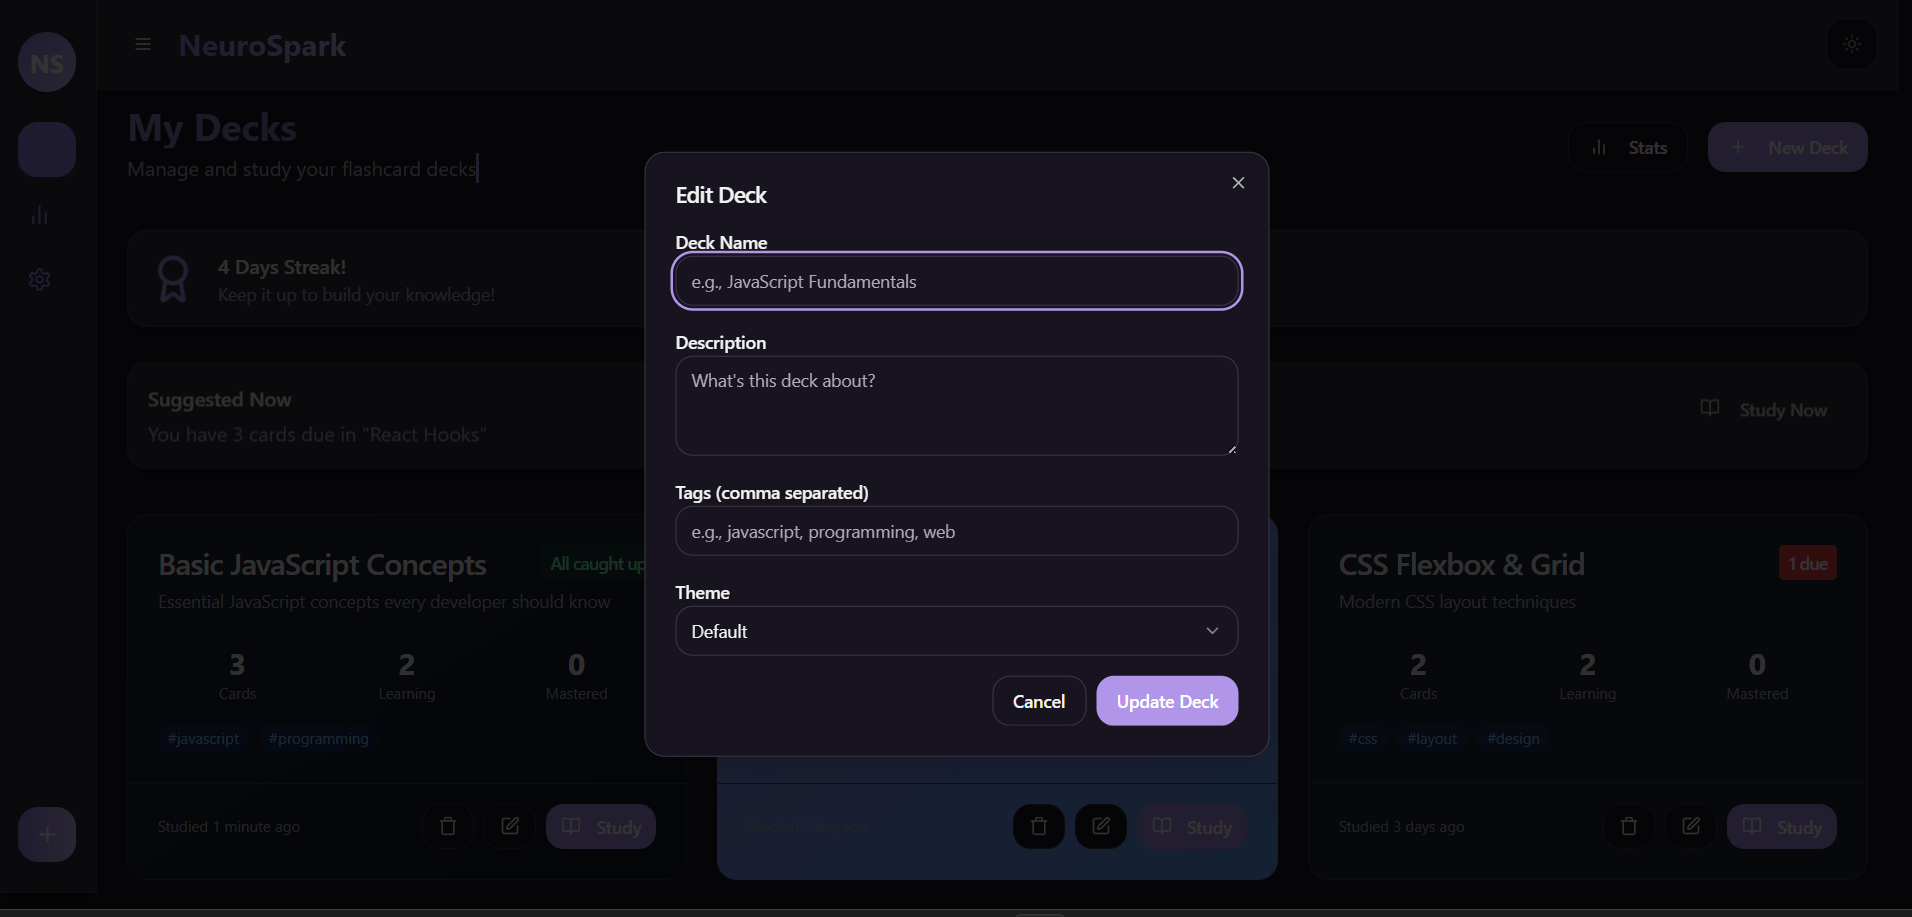 NS
NeuroSpark
My Decks
Manage and study your flashcard decks
Stats
New Deck
4 Days Streak!
Keep it up to build your knowledge!
Suggested Now
You have 3 cards due in "React Hooks"
Study Now
Edit Deck
Deck Name
e.g., JavaScript Fundamentals
Description
What's this deck about?
Tags (comma separated)
e.g., javascript, programming, web
Theme
Default
Cancel
Update Deck
Basic JavaScript Concepts
All caught up
Essential JavaScript concepts every developer should know
3
2
0
Cards
Learning
Mastered
#javascript
#programming
Studied 1 minute ago
Study
Studied 1 day ago
Study
CSS Flexbox & Grid
1 due
Modern CSS layout techniques
2
2
0
Cards
Learning
Mastered
#css
#layout
#design
Studied 3 days ago
Study